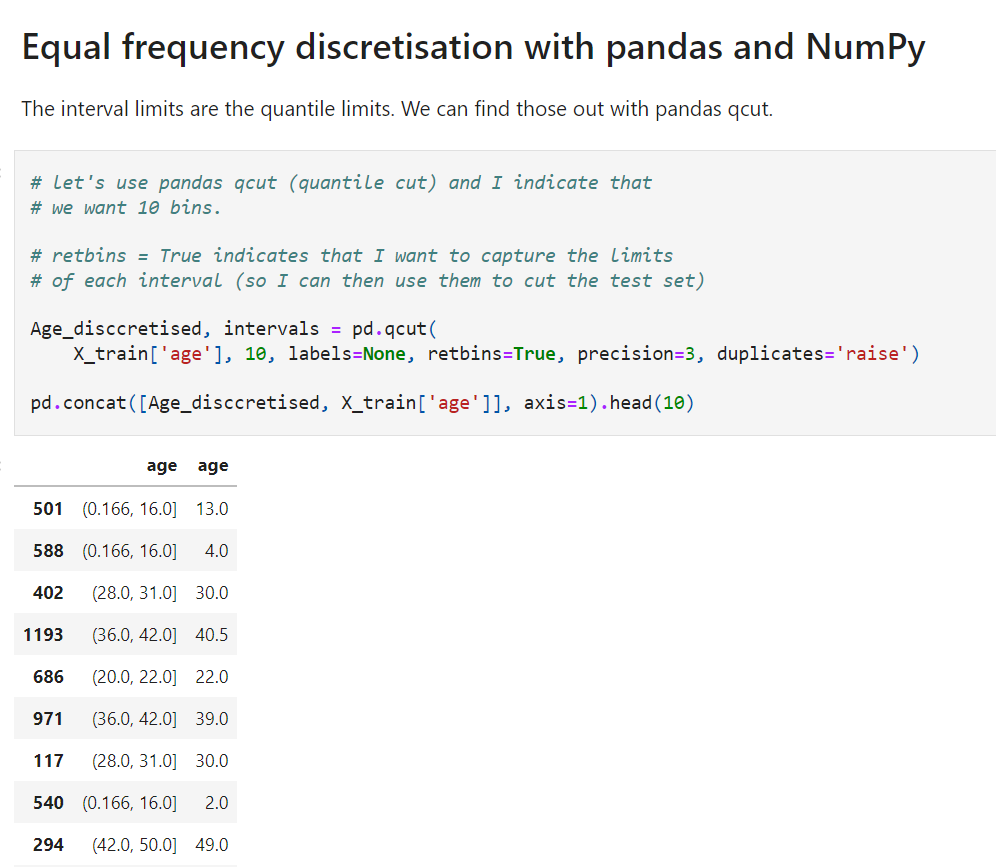 Equal frequency discretisation with pandas and NumPy
The interval limits are the quantile limits. We can find those out with pandas qcut.
# let's use pandas qcut (quantile cut) and I indicate that
# we want 10 bins.
# retbins = True indicates that I want to capture the limits
# of each interval (so I can then use them to cut the test set)
Age_disccretised, intervals = pd.qcut(
    X_train['age'], 10, labels=None, retbins=True, precision=3, duplicates='raise')
pd.concat([Age_disccretised, X_train['age']], axis=1).head(10)
age age
501 (0.166, 16.0] 13.0
588 (0.166, 16.0] 4.0
402 (28.0, 31.0] 30.0
1193 (36.0, 42.0] 40.5
686 (20.0, 22.0] 22.0
971 (36.0, 42.0] 39.0
117 (28.0, 31.0] 30.0
540 (0.166, 16.0] 2.0
294 (42.0, 50.0] 49.0